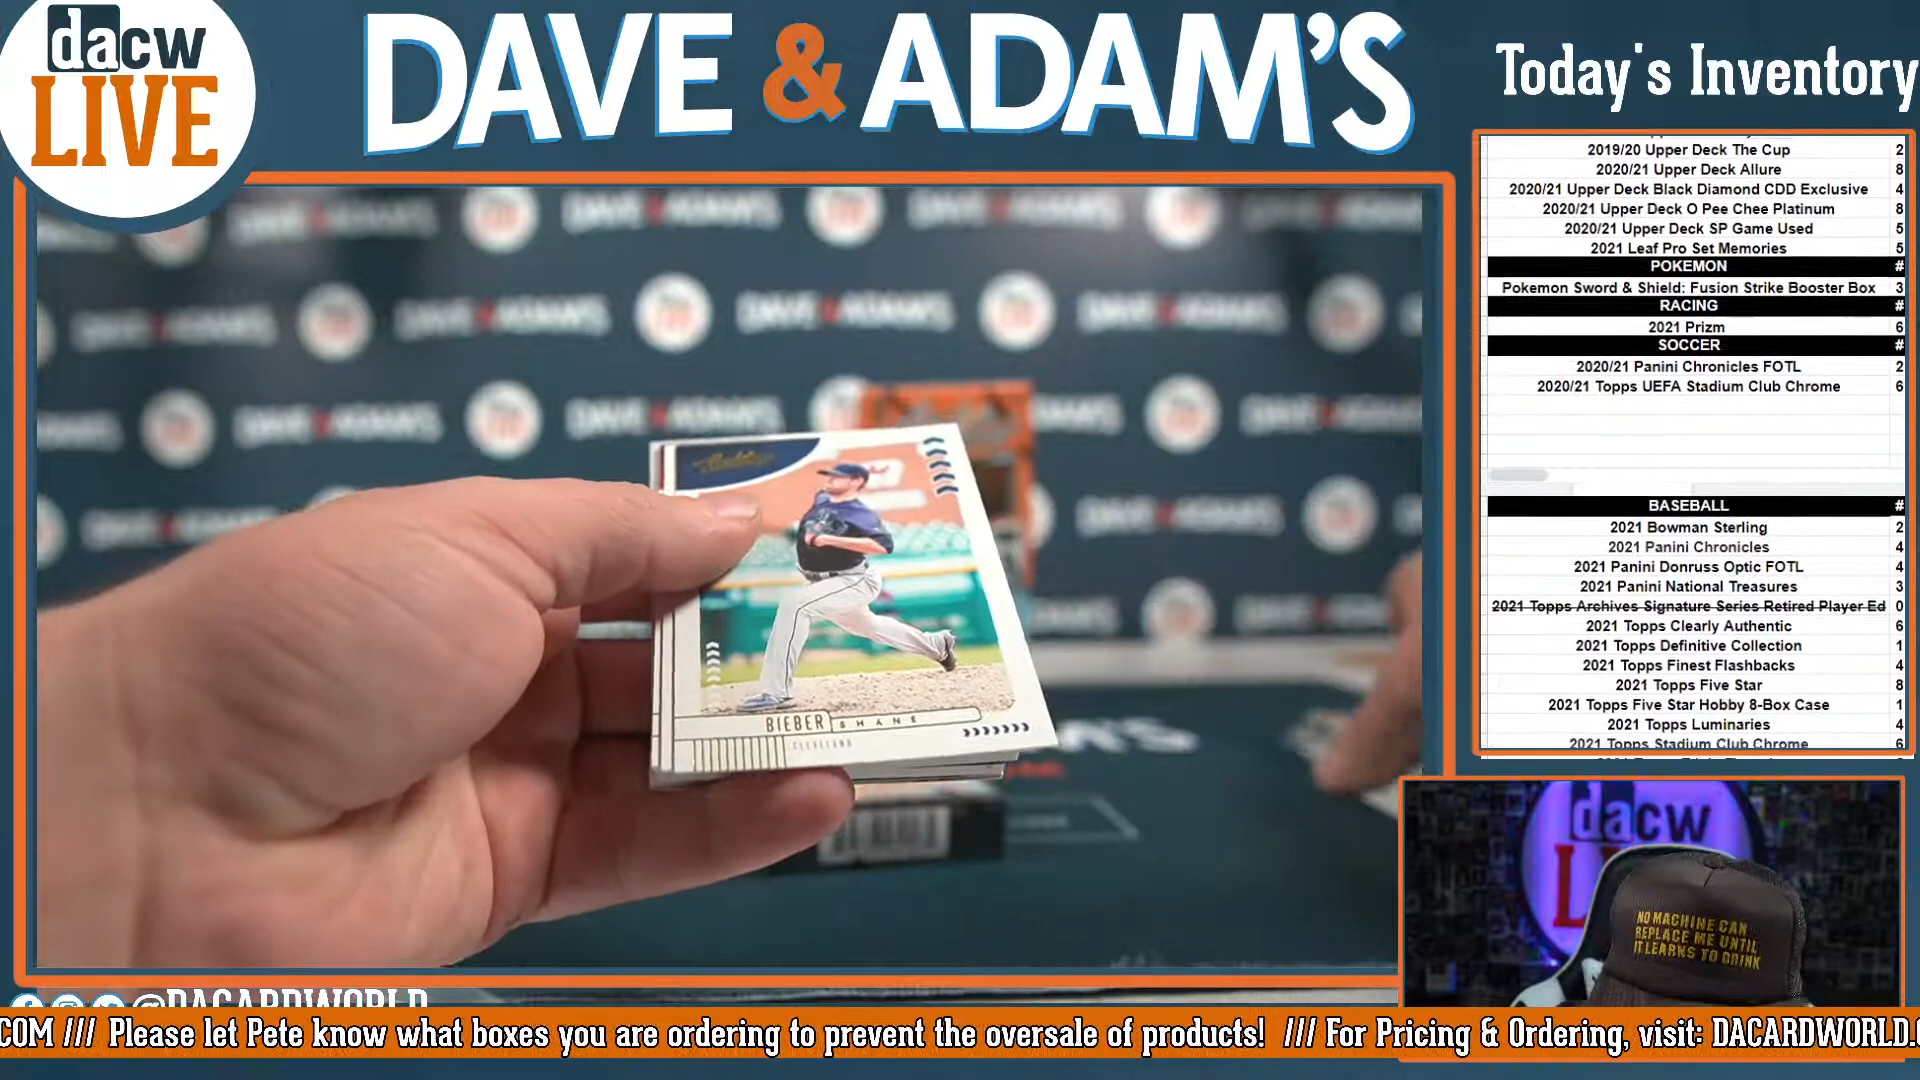 dacw
LIVE
DAVE & ADAM'S
Today's Inventory
2019/20 Upper Deck The Cup 2
2020/21 Upper Deck Allure 8
2020/21 Upper Deck Black Diamond CDD Exclusive 4
2020/21 Upper Deck O Pee Chee Platinum 8
2020/21 Upper Deck SP Game Used 5
2021 Leaf Pro Set Memories 5
POKEMON #
Pokemon Sword & Shield: Fusion Strike Booster Box 3
RACING #
2021 Prizm 6
SOCCER #
2020/21 Panini Chronicles FOTL 2
2020/21 Topps UEFA Stadium Club Chrome 6
BASEBALL #
2021 Bowman Sterling 2
2021 Panini Chronicles 4
2021 Panini Donruss Optic FOTL 4
2021 Panini National Treasures 3
2021 Topps Archives Signature Series Retired Player Ed 0
2021 Topps Clearly Authentic 6
2021 Topps Definitive Collection 1
2021 Topps Finest Flashbacks 4
2021 Topps Five Star 8
2021 Topps Five Star Hobby 8-Box Case 1
2021 Topps Luminaries 4
2021 Topps Stadium Club Chrome 6
BIEBER SHANE
CLEVELAND
dacw
NO MACHINE CAN
REPLACE ME UNTIL
IT LEARNS TO DRINK
@DACARDWORLD
COM /// Please let Pete know what boxes you are ordering to prevent the oversale of products! /// For Pricing & Ordering, visit: DACARDWORLD.